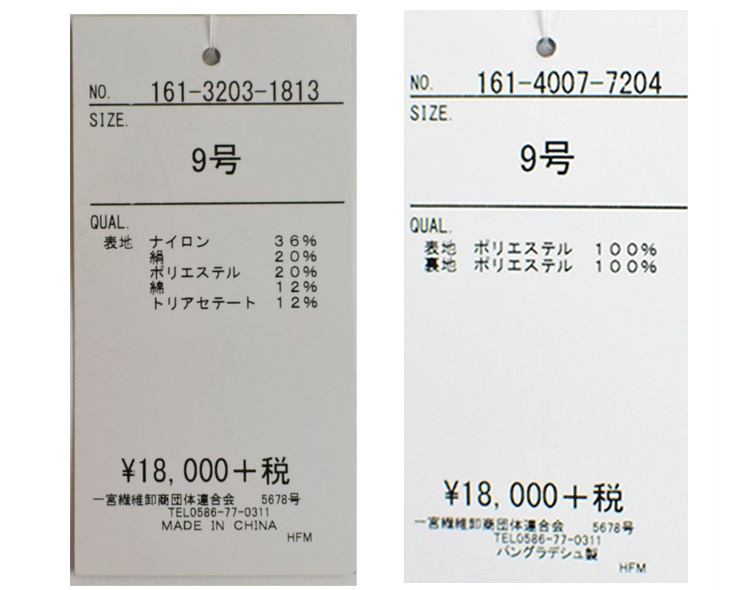 NO. 161-3203-1813
SIZE.
9号
QUAL.
表地 ナイロン 36%
絹 20%
ポリエステル 20%
綿 12%
トリアセテート 12%
¥18,000+税
一宮繊維卸商団体連合会 5678号
TEL0586-77-0311
MADE IN CHINA
HFM
NO. 161-4007-7204
SIZE.
9号
QUAL.
表地 ポリエステル 100%
裏地 ポリエステル 100%
¥18,000+税
一宮繊維卸商団体連合会 5678号
TEL0586-77-0311
バングラデシュ製
HFM